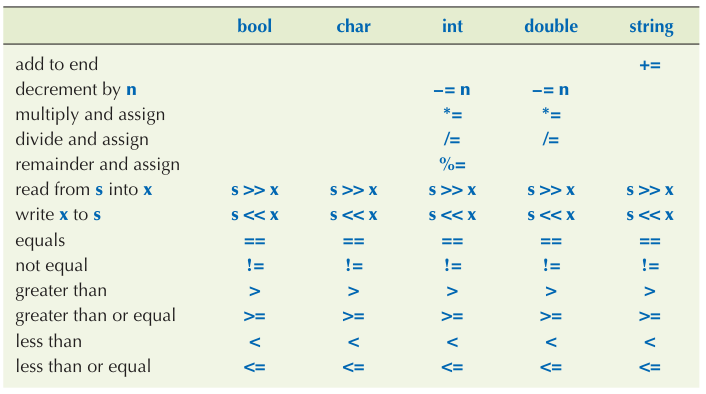 bool char int double string
add to end +=
decrement by n −= n −= n
multiply and assign *= *=
divide and assign /= /=
remainder and assign %=
read from s into x s >> x s >> x s >> x s >> x s >> x
write x to s s << x s << x s << x s << x s << x
equals == == == == ==
not equal != != != != !=
greater than > > > > >
greater than or equal >= >= >= >= >=
less than < < < < <
less than or equal <= <= <= <= <=